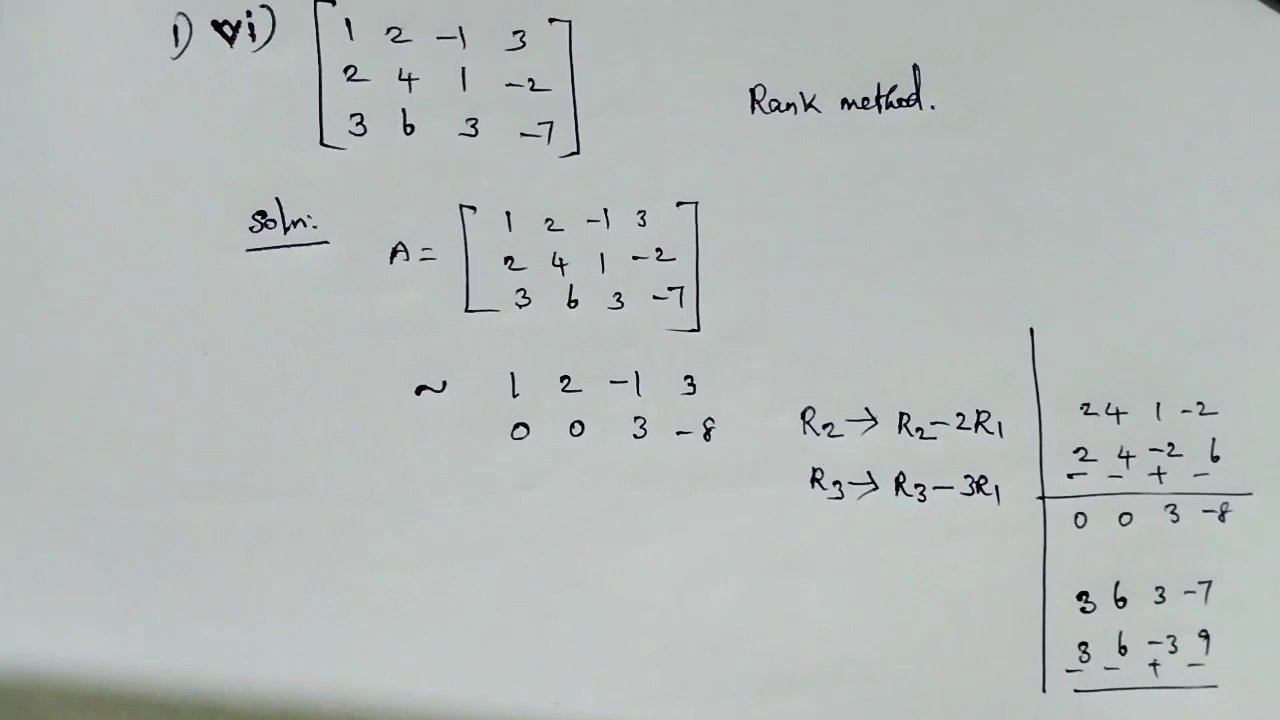 1) vi) [1 2 -1 3
2 4 1 -2
3 6 3 -7]
Rank method.
Soln:
A = [1 2 -1 3
2 4 1 -2
3 6 3 -7]
~ 1 2 -1 3
0 0 3 -8
R2 → R2 - 2R1
R3 → R3 - 3R1
2 4 1 -2
2 4 -2 6
- - + -
0 0 3 -8
3 6 3 -7
3 6 -3 9
- - + -